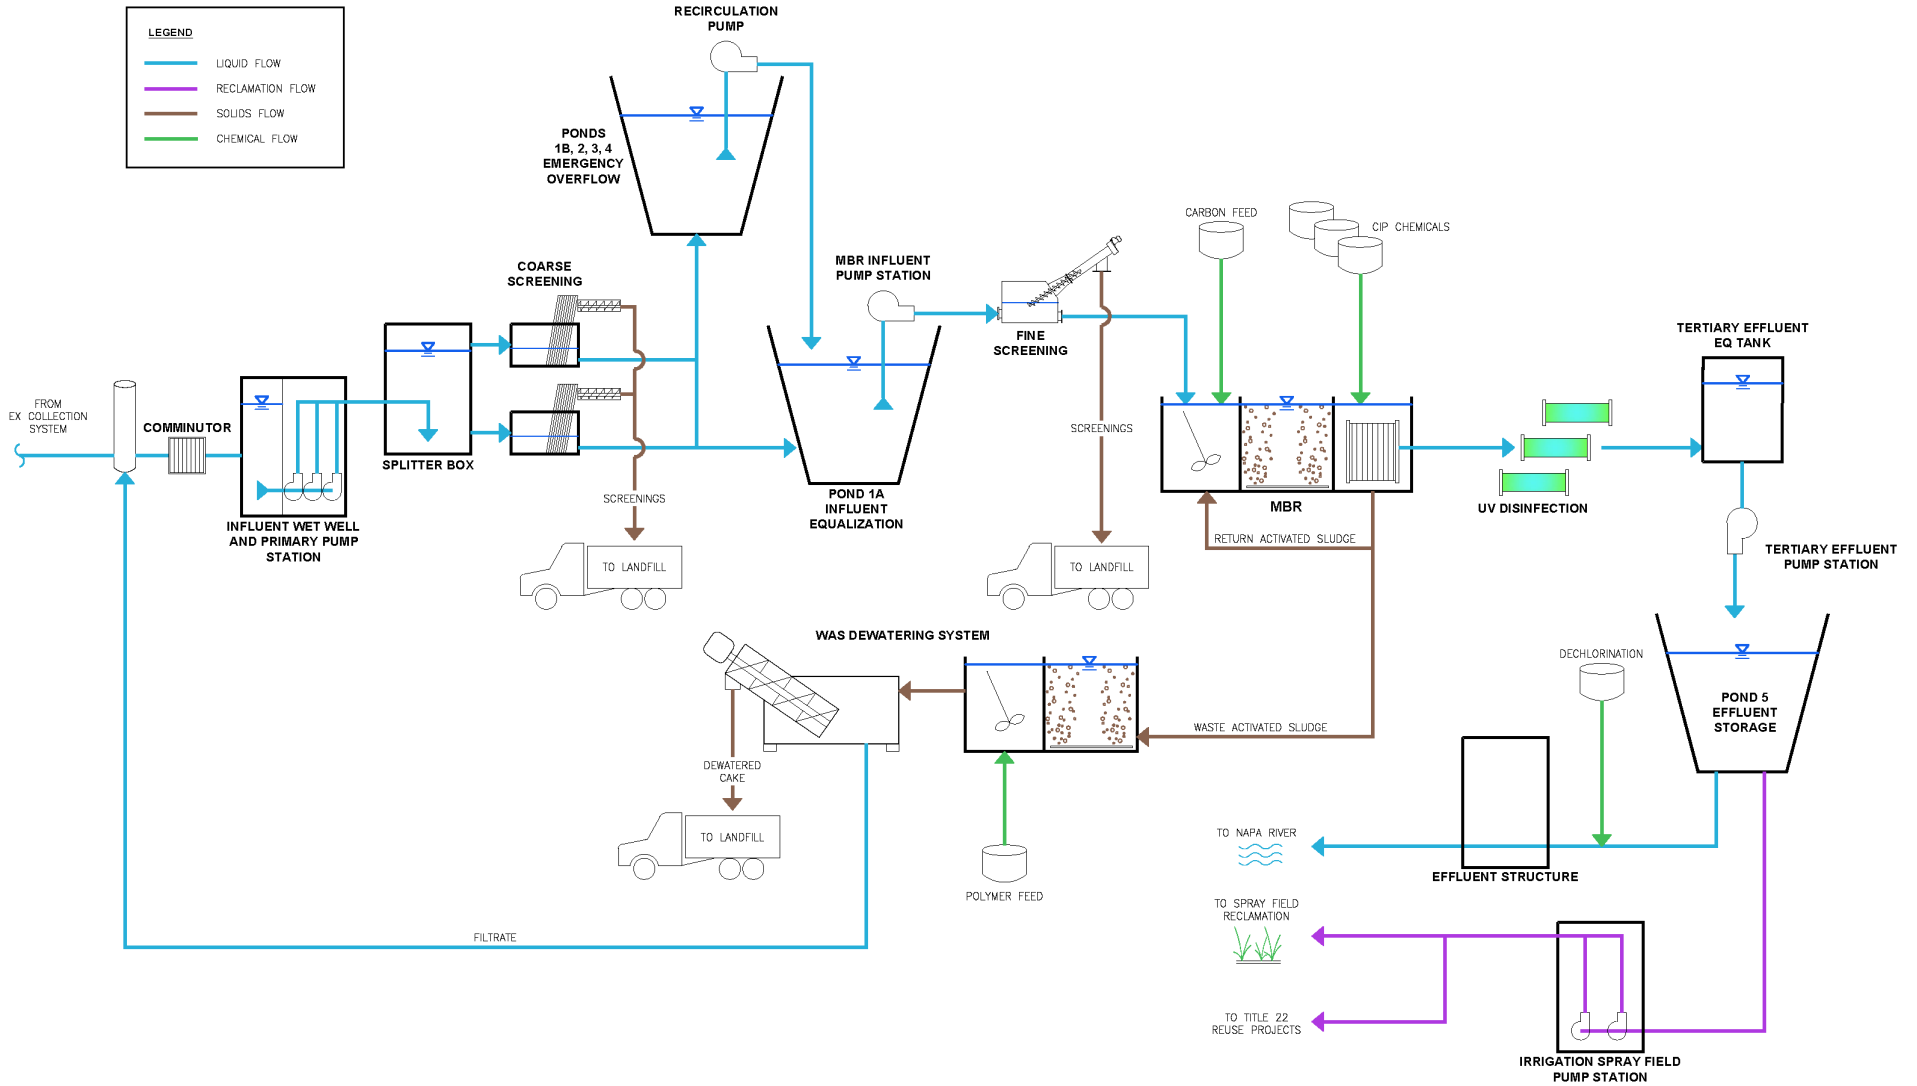 LEGEND
LIQUID FLOW
RECLAMATION FLOW
SOLIDS FLOW
CHEMICAL FLOW
RECIRCULATION
PUMP
PONDS
1B, 2, 3, 4
EMERGENCY
OVERFLOW
COARSE
SCREENING
MBR INFLUENT
PUMP STATION
FINE
SCREENING
CARBON FEED
CIP CHEMICALS
TERTIARY EFFLUENT
EQ TANK
FROM
EX COLLECTION
SYSTEM
COMMINUTOR
INFLUENT WET WELL
AND PRIMARY PUMP
STATION
SPLITTER BOX
SCREENINGS
TO LANDFILL
POND 1A
INFLUENT
EQUALIZATION
SCREENINGS
TO LANDFILL
MBR
RETURN ACTIVATED SLUDGE
UV DISINFECTION
TERTIARY EFFLUENT
PUMP STATION
WAS DEWATERING SYSTEM
WASTE ACTIVATED SLUDGE
DECHLORINATION
POND 5
EFFLUENT
STORAGE
DEWATERED
CAKE
TO LANDFILL
POLYMER FEED
TO NAPA RIVER
EFFLUENT STRUCTURE
TO SPRAY FIELD
RECLAMATION
FILTRATE
TO TITLE 22
REUSE PROJECTS
IRRIGATION SPRAY FIELD
PUMP STATION